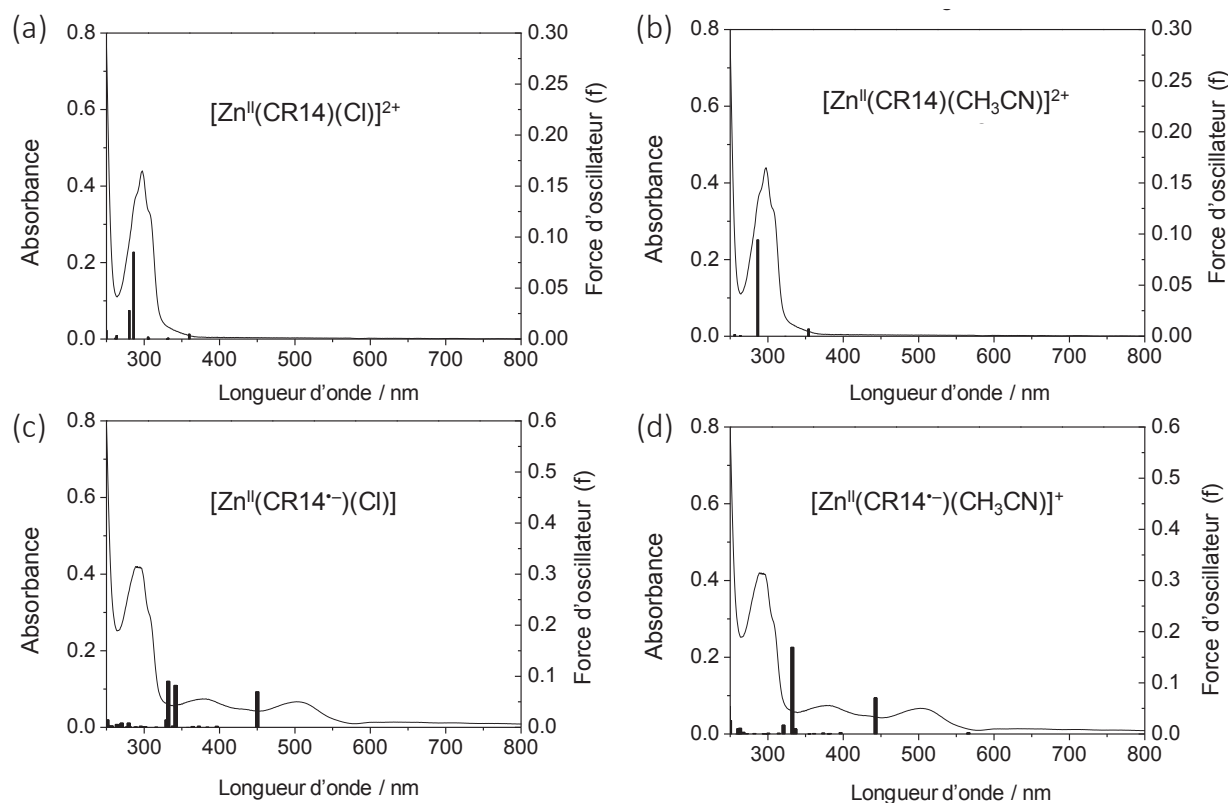 (a)
[Zn^II(CR14)(Cl)]^2+
Absorbance
0.8
0.6
0.4
0.2
0.0
Force d'oscillateur (f)
0.30
0.25
0.20
0.15
0.10
0.05
0.00
300 400 500 600 700 800
Longueur d'onde / nm
(b)
[Zn^II(CR14)(CH₃CN)]^2+
Absorbance
0.8
0.6
0.4
0.2
0.0
Force d'oscillateur (f)
0.30
0.25
0.20
0.15
0.10
0.05
0.00
300 400 500 600 700 800
Longueur d'onde / nm
(c)
[Zn^II(CR14^•−)(Cl)]
Absorbance
0.8
0.6
0.4
0.2
0.0
Force d'oscillateur (f)
0.6
0.5
0.4
0.3
0.2
0.1
0.0
300 400 500 600 700 800
Longueur d'onde / nm
(d)
[Zn^II(CR14^•−)(CH₃CN)]^+
Absorbance
0.8
0.6
0.4
0.2
0.0
Force d'oscillateur (f)
0.6
0.5
0.4
0.3
0.2
0.1
0.0
300 400 500 600 700 800
Longueur d'onde / nm